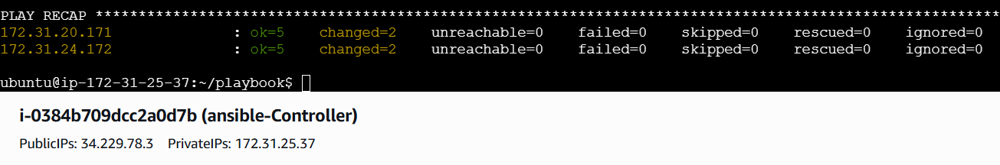 PLAY RECAP *********************************************************************************************************
172.31.20.171 : ok=5 changed=2 unreachable=0 failed=0 skipped=0 rescued=0 ignored=0
172.31.24.172 : ok=5 changed=2 unreachable=0 failed=0 skipped=0 rescued=0 ignored=0
ubuntu@ip-172-31-25-37:~/playbook$
i-0384b709dcc2a0d7b (ansible-Controller)
PublicIPs: 34.229.78.3 PrivateIPs: 172.31.25.37